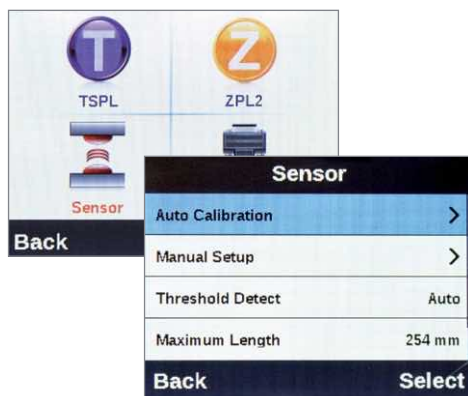 T
Z
TSPL
ZPL2
Sensor
Back
Sensor
Auto Calibration
Manual Setup
Threshold Detect Auto
Maximum Length 254 mm
Back Select